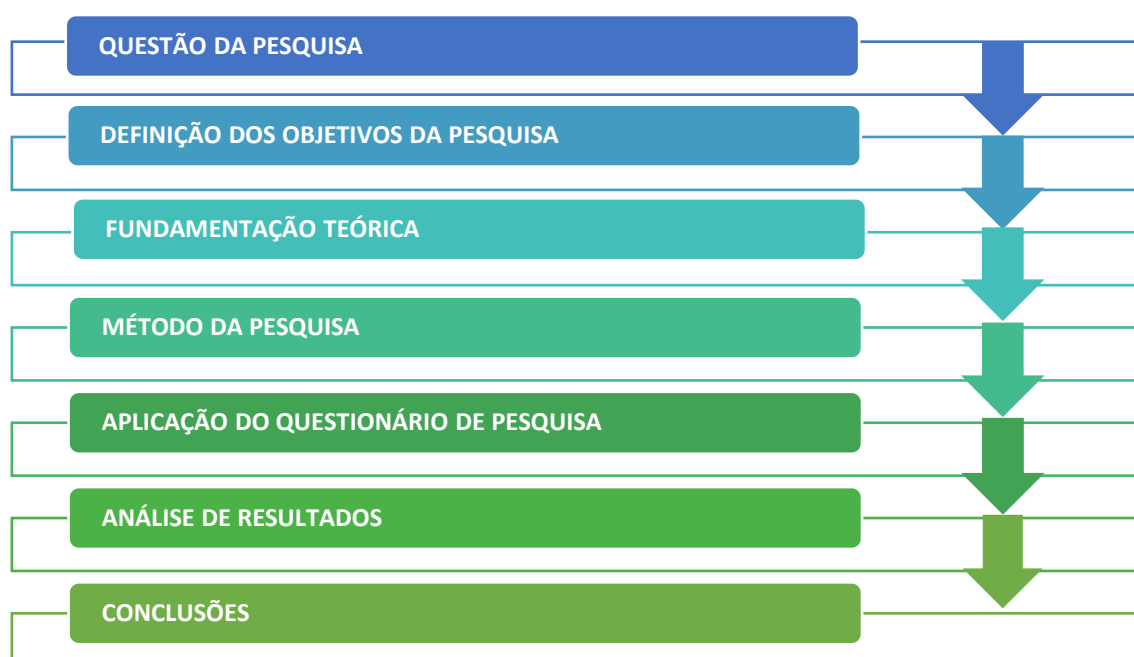 QUESTÃO DA PESQUISA
DEFINIÇÃO DOS OBJETIVOS DA PESQUISA
FUNDAMENTAÇÃO TEÓRICA
MÉTODO DA PESQUISA
APLICAÇÃO DO QUESTIONÁRIO DE PESQUISA
ANÁLISE DE RESULTADOS
CONCLUSÕES